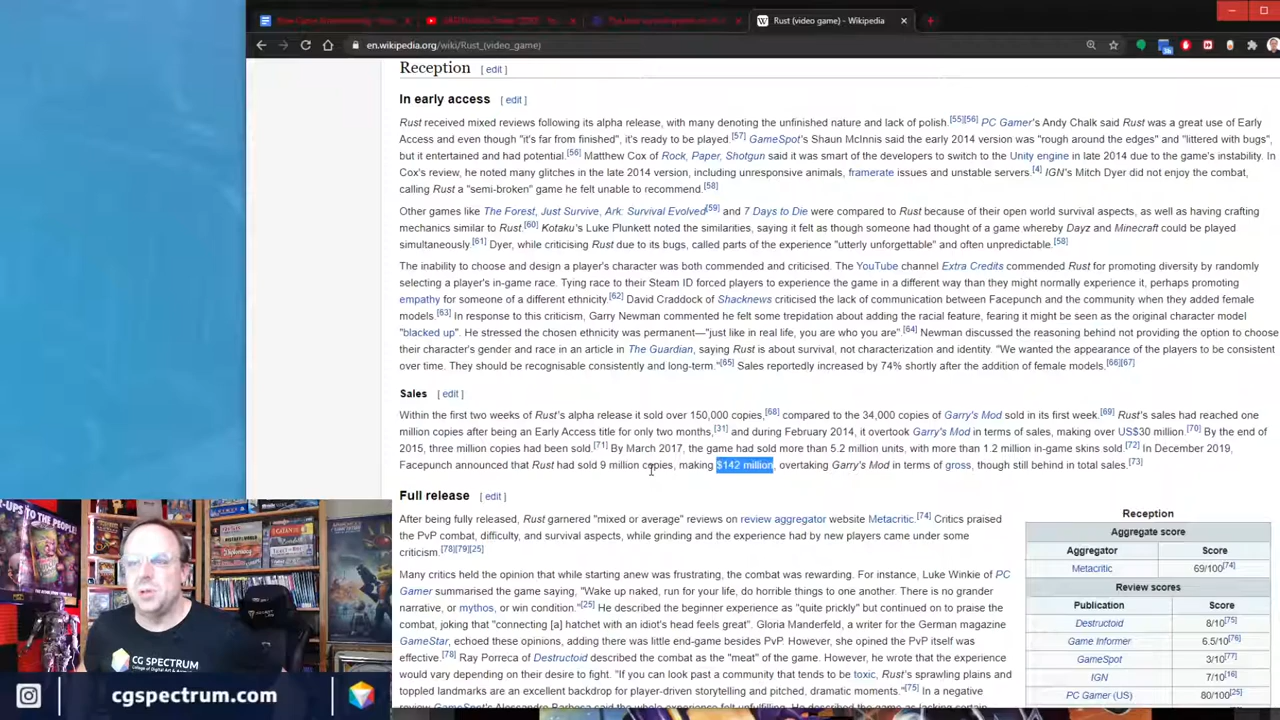 Rust (video game) - Wikipedia
en.wikipedia.org/wiki/Rust_(video_game)
Reception [ edit ]
In early access [ edit ]
Rust received mixed reviews following its alpha release, with many denoting the unfinished nature and lack of polish.[55][56] PC Gamer's Andy Chalk said Rust was a great use of Early
Access and even though "it's far from finished", it's ready to be played.[57] GameSpot's Shaun McInnis said the early 2014 version was "rough around the edges" and "littered with bugs",
but it entertained and had potential.[56] Matthew Cox of Rock, Paper, Shotgun said it was smart of the developers to switch to the Unity engine in late 2014 due to the game's instability. In
Cox's review, he noted many glitches in the late 2014 version, including unresponsive animals, framerate issues and unstable servers.[4] IGN's Mitch Dyer did not enjoy the combat,
calling Rust a "semi-broken" game he felt unable to recommend.[58]
Other games like The Forest, Just Survive, Ark: Survival Evolved[59] and 7 Days to Die were compared to Rust because of their open world survival aspects, as well as having crafting
mechanics similar to Rust.[60] Kotaku's Luke Plunkett noted the similarities, saying it felt as though someone had thought of a game whereby Dayz and Minecraft could be played
simultaneously.[61] Dyer, while criticising Rust due to its bugs, called parts of the experience "utterly unforgettable" and often unpredictable.[58]
The inability to choose and design a player's character was both commended and criticised. The YouTube channel Extra Credits commended Rust for promoting diversity by randomly
selecting a player's in-game race. Tying race to their Steam ID forced players to experience the game in a different way than they might normally experience it, perhaps promoting
empathy for someone of a different ethnicity.[62] David Craddock of Shacknews criticised the lack of communication between Facepunch and the community when they added female
models.[63] In response to this criticism, Garry Newman commented he felt some trepidation about adding the racial feature, fearing it might be seen as the original character model
"blacked up". He stressed the chosen ethnicity was permanent—"just like in real life, you are who you are".[64] Newman discussed the reasoning behind not providing the option to choose
their character's gender and race in an article in The Guardian, saying Rust is about survival, not characterization and identity. "We wanted the appearance of the players to be consistent
over time. They should be recognisable consistently and long-term."[65] Sales reportedly increased by 74% shortly after the addition of female models.[66][67]
Sales [ edit ]
Within the first two weeks of Rust's alpha release it sold over 150,000 copies,[68] compared to the 34,000 copies of Garry's Mod sold in its first week.[69] Rust's sales had reached one
million copies after being an Early Access title for only two months,[31] and during February 2014, it overtook Garry's Mod in terms of sales, making over US$30 million.[70] By the end of
2015, three million copies had been sold.[71] By March 2017, the game had sold more than 5.2 million units, with more than 1.2 million in-game skins sold.[72] In December 2019,
Facepunch announced that Rust had sold 9 million copies, making $142 million, overtaking Garry's Mod in terms of gross, though still behind in total sales.[73]
Full release [ edit ]
After being fully released, Rust garnered "mixed or average" reviews on review aggregator website Metacritic.[74] Critics praised
the PvP combat, difficulty, and survival aspects, while grinding and the experience had by new players came under some
criticism.[78][79][25]
Many critics held the opinion that while starting anew was frustrating, the combat was rewarding. For instance, Luke Winkie of PC
Gamer summarised the game saying, "Wake up naked, run for your life, do horrible things to one another. There is no grander
narrative, or mythos, or win condition."[25] He described the beginner experience as "quite prickly" but continued on to praise the
combat, joking that "connecting [a] hatchet with an idiot's head feels great". Gloria Manderfeld, a writer for the German magazine
GameStar, echoed these opinions, adding there was little end-game besides PvP. However, she opened the PvP itself was
effective.[78] Ray Porreca of Destructoid described the combat as the "meat" of the game. However, he wrote that the experience
would vary depending on their desire to fight. "If you can look past a community that tends to be toxic, Rust's sprawling plains and
toppled landmarks are an excellent backdrop for player-driven storytelling and pitched, dramatic moments."[75] In a negative
Reception
Aggregate score
Aggregator Score
Metacritic 69/100[74]
Review scores
Publication Score
Destructoid 8/10[75]
Game Informer 6.5/10[76]
GameSpot 3/10[77]
IGN 7/10[16]
PC Gamer (US) 80/100[25]
CG SPECTRUM
cgspectrum.com